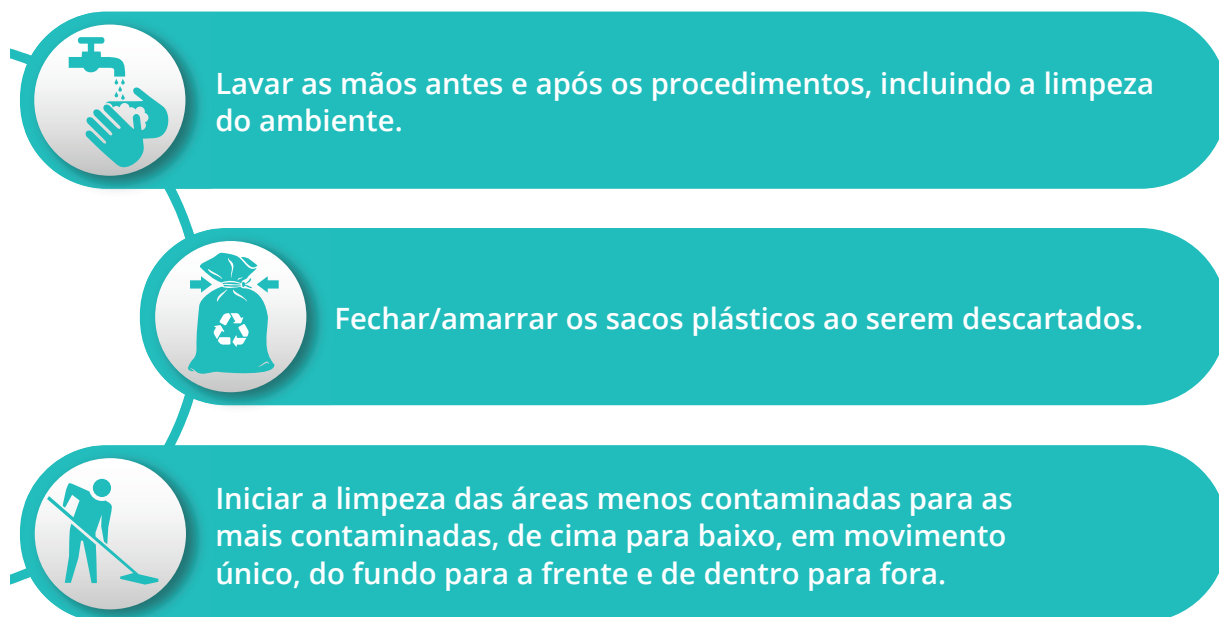 Lavar as mãos antes e após os procedimentos, incluindo a limpeza
do ambiente.
Fechar/amarrar os sacos plásticos ao serem descartados.
Iniciar a limpeza das áreas menos contaminadas para as
mais contaminadas, de cima para baixo, em movimento
único, do fundo para a frente e de dentro para fora.